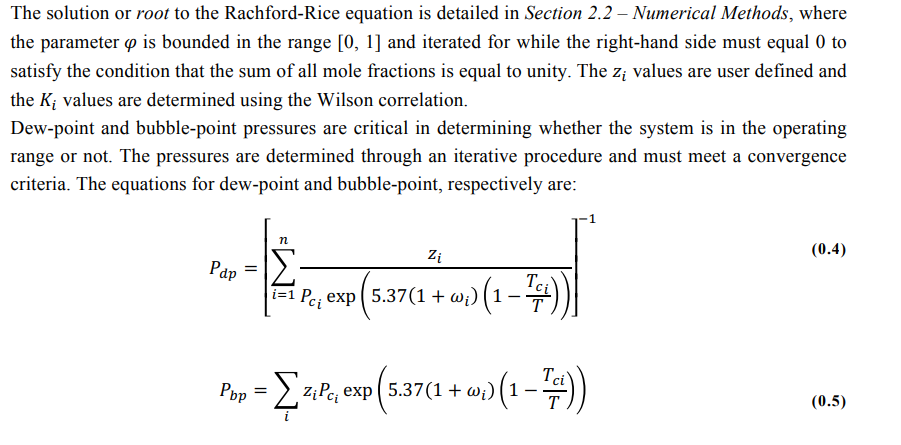 The solution or root to the Rachford-Rice equation is detailed in Section 2.2 – Numerical Methods, where
the parameter φ is bounded in the range [0, 1] and iterated for while the right-hand side must equal 0 to
satisfy the condition that the sum of all mole fractions is equal to unity. The z_i values are user defined and
the K_i values are determined using the Wilson correlation.
Dew-point and bubble-point pressures are critical in determining whether the system is in the operating
range or not. The pressures are determined through an iterative procedure and must meet a convergence
criteria. The equations for dew-point and bubble-point, respectively are:
P_{dp} = \left[ \sum_{i=1}^{n} \frac{z_i}{P_{c_i} \exp\left(5.37(1 + \omega_i)\left(1 - \frac{T_{ci}}{T}\right)\right)} \right]^{-1} (0.4)
P_{bp} = \sum_{i} z_i P_{c_i} \exp\left(5.37(1 + \omega_i)\left(1 - \frac{T_{ci}}{T}\right)\right) (0.5)